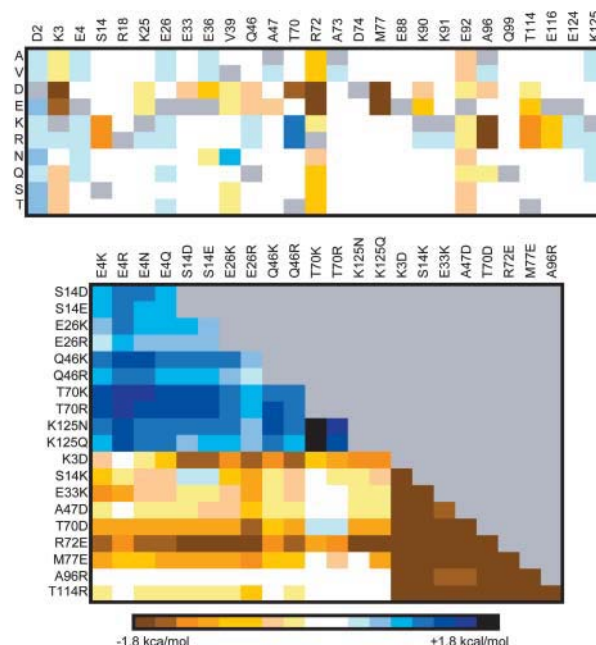 D2 K3 E4 S14 R18 K25 E26 E33 E36 V39 Q46 A47 T70 R72 A73 D74 M77 E88 K90 K91 E92 A96 Q99 T114 E116 E124 K125
A
V
D
E
K
R
N
Q
S
T
E4K E4R E4N E4Q S14D S14E E26K E26R Q46K Q46R T70K T70R K125N K125Q K3D S14K E33K A47D T70D R72E M77E A96R
S14D
S14E
E26K
E26R
Q46K
Q46R
T70K
T70R
K125N
K125Q
K3D
S14K
E33K
A47D
T70D
R72E
M77E
A96R
T114R
-1.8 kca/mol +1.8 kcal/mol